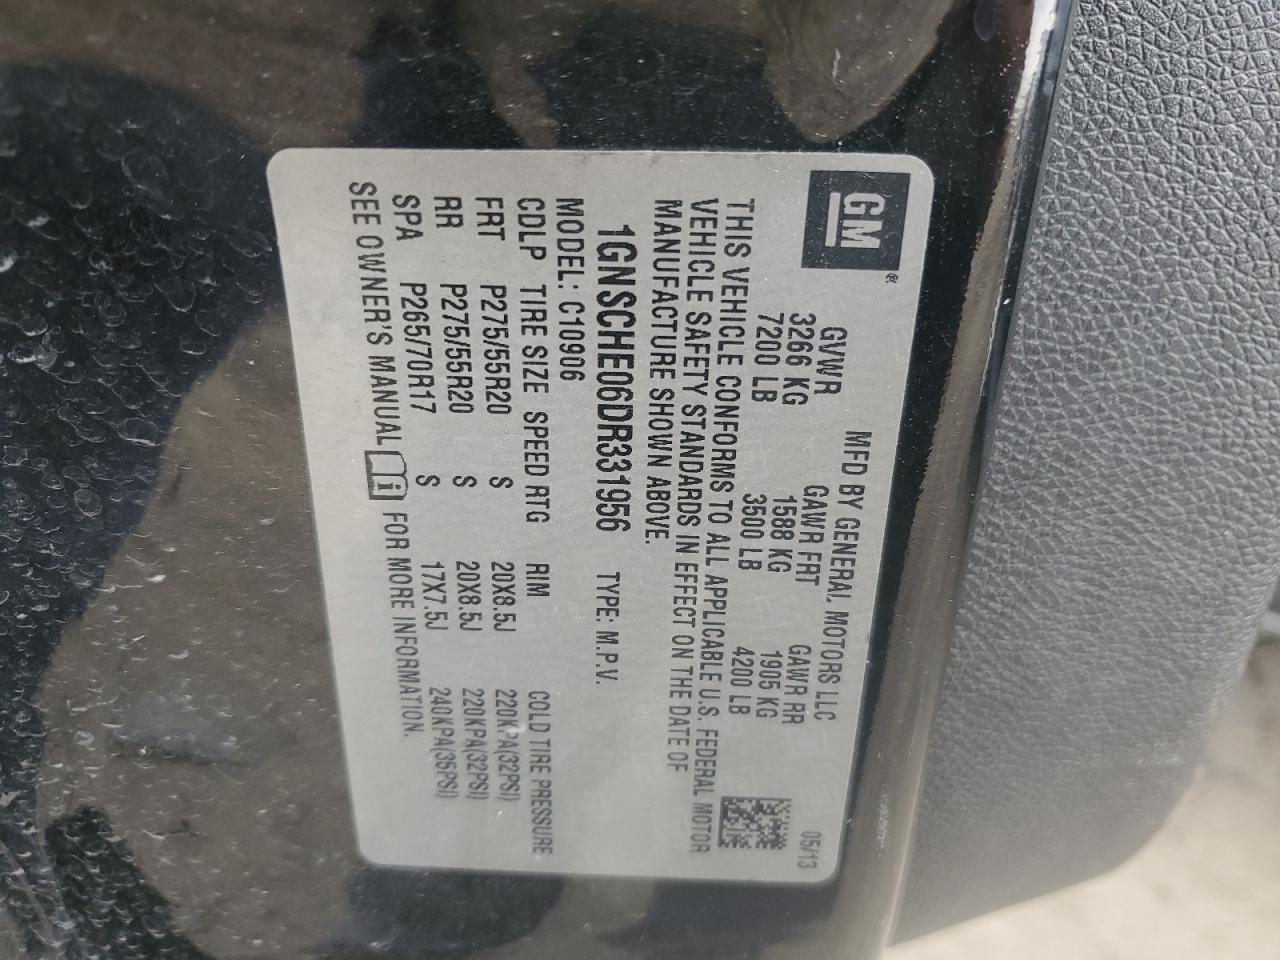 GM®
MFD BY GENERAL MOTORS LLC 05/13
GVWR GAWR FRT GAWR RR
3266 KG 1588 KG 1905 KG
7200 LB 3500 LB 4200 LB
THIS VEHICLE CONFORMS TO ALL APPLICABLE U.S. FEDERAL MOTOR
VEHICLE SAFETY STANDARDS IN EFFECT ON THE DATE OF
MANUFACTURE SHOWN ABOVE.
1GNSCHE06DR331956 TYPE: M.P.V.
MODEL: C10906
CDLP TIRE SIZE SPEED RTG RIM COLD TIRE PRESSURE
FRT P275/55R20 S 20X8.5J 220KPA(32PSI)
RR P275/55R20 S 20X8.5J 220KPA(32PSI)
SPA P265/70R17 S 17X7.5J 240KPA(35PSI)
SEE OWNER'S MANUAL i FOR MORE INFORMATION.